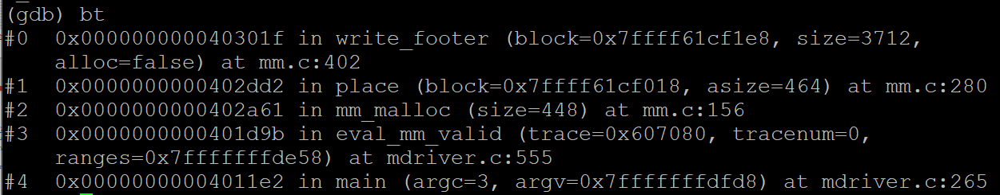 (gdb) bt
#0  0x000000000040301f in write_footer (block=0x7ffff61cf1e8, size=3712,
    alloc=false) at mm.c:402
#1  0x0000000000402dd2 in place (block=0x7ffff61cf018, asize=464) at mm.c:280
#2  0x0000000000402a61 in mm_malloc (size=448) at mm.c:156
#3  0x0000000000401d9b in eval_mm_valid (trace=0x607080, tracenum=0,
    ranges=0x7fffffffde58) at mdriver.c:555
#4  0x00000000004011e2 in main (argc=3, argv=0x7fffffffdfd8) at mdriver.c:265